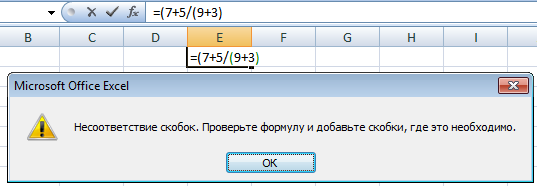 fx =(7+5/(9+3)
B C D E F G H I
=(7+5/(9+3)
Microsoft Office Excel
Несоответствие скобок. Проверьте формулу и добавьте скобки, где это необходимо.
OK